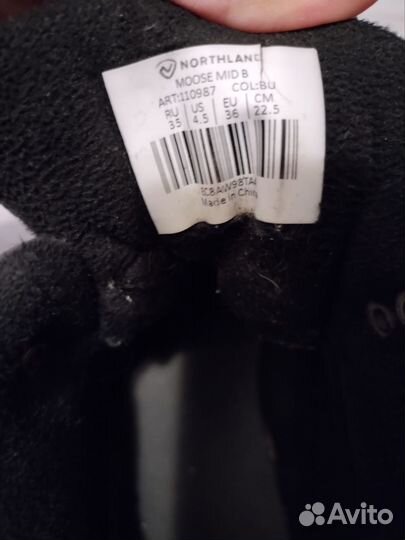 NORTHLAND
MOOSE MID B
ART:110987 COL:BU
RU US EU CM
35 4.5 36 22.5
Made in China
Avito